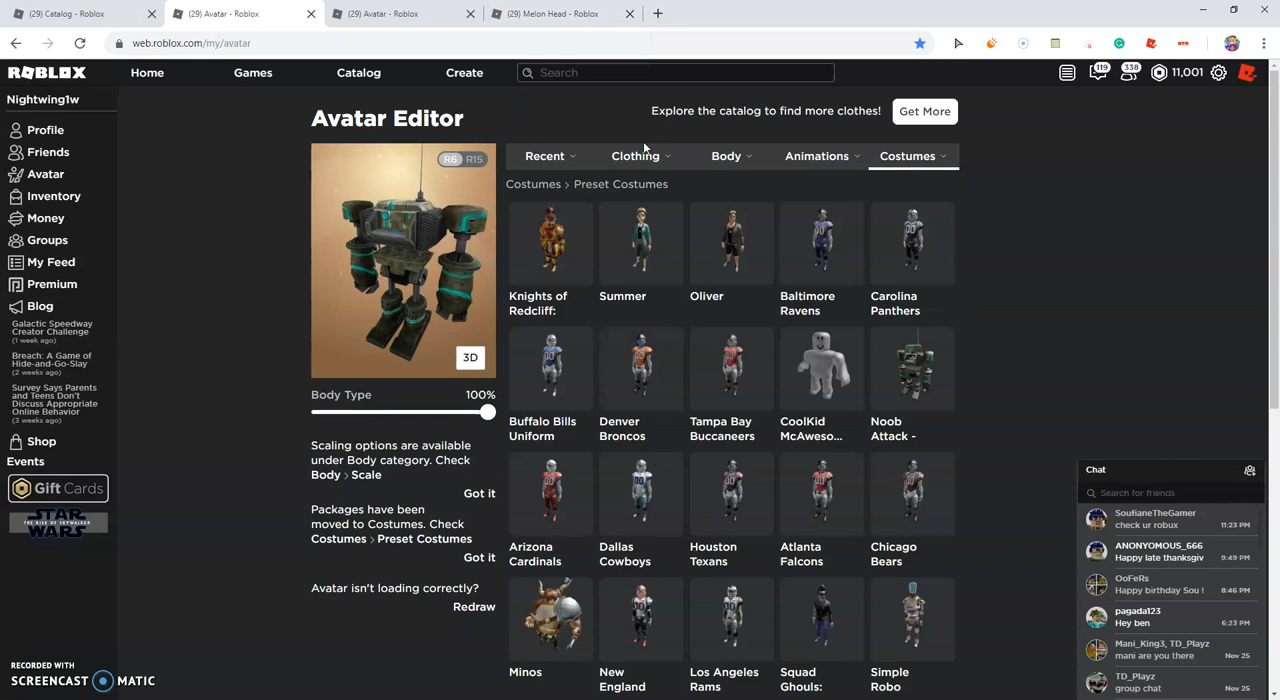 (29) Catalog - Roblox
(29) Avatar - Roblox
(29) Avatar - Roblox
(29) Melon Head - Roblox
web.roblox.com/my/avatar
ROBLOX
Home
Games
Catalog
Create
Search
119
338
11,001
Nightwing1w
Profile
Friends
Avatar
Inventory
Money
Groups
My Feed
Premium
Blog
Galactic Speedway
Creator Challenge
(1 week ago)
Breach: A Game of
Hide-and-Go-Slay
(2 weeks ago)
Survey Says Parents
and Teens Don't
Discuss Appropriate
Online Behavior
(3 weeks ago)
Shop
Events
Gift Cards
STAR
THE RISE OF SKYWALKER
WARS
RECORDED WITH
SCREENCAST MATIC
Avatar Editor
Explore the catalog to find more clothes!
Get More
R6 R15
3D
Body Type 100%
Scaling options are available
under Body category. Check
Body > Scale
Got it
Packages have been
moved to Costumes. Check
Costumes > Preset Costumes
Got it
Avatar isn't loading correctly?
Redraw
Recent
Clothing
Body
Animations
Costumes
Costumes > Preset Costumes
Knights of
Redcliff:
Summer
Oliver
Baltimore
Ravens
Carolina
Panthers
Buffalo Bills
Uniform
Denver
Broncos
Tampa Bay
Buccaneers
CoolKid
McAweso...
Noob
Attack -
Arizona
Cardinals
Dallas
Cowboys
Houston
Texans
Atlanta
Falcons
Chicago
Bears
Minos
New
England
Los Angeles
Rams
Squad
Ghouls:
Simple
Robo
Chat
Search for friends
SoufianeTheGamer
check ur robux 11:23 PM
ANONYOMOUS_666
Happy late thanksgiv 9:49 PM
OoFeRs
Happy birthday Sou ! 8:46 PM
pagada123
Hey ben 6:23 PM
Mani_King3, TD_Playz
mani are you there Nov 25
TD_Playz
group chat Nov 25